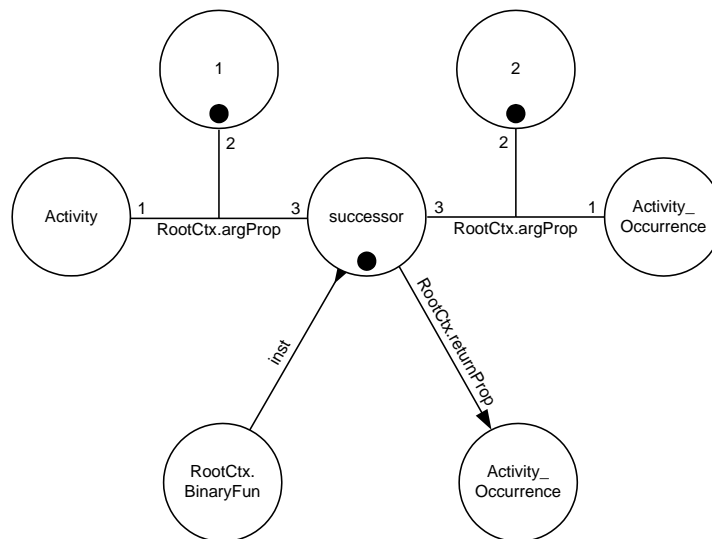 1
2
2
2
Activity
1
3
successor
3
1
Activity_
Occurrence
RootCtx.argProp
RootCtx.argProp
inst
RootCtx.returnProp
RootCtx.
BinaryFun
Activity_
Occurrence